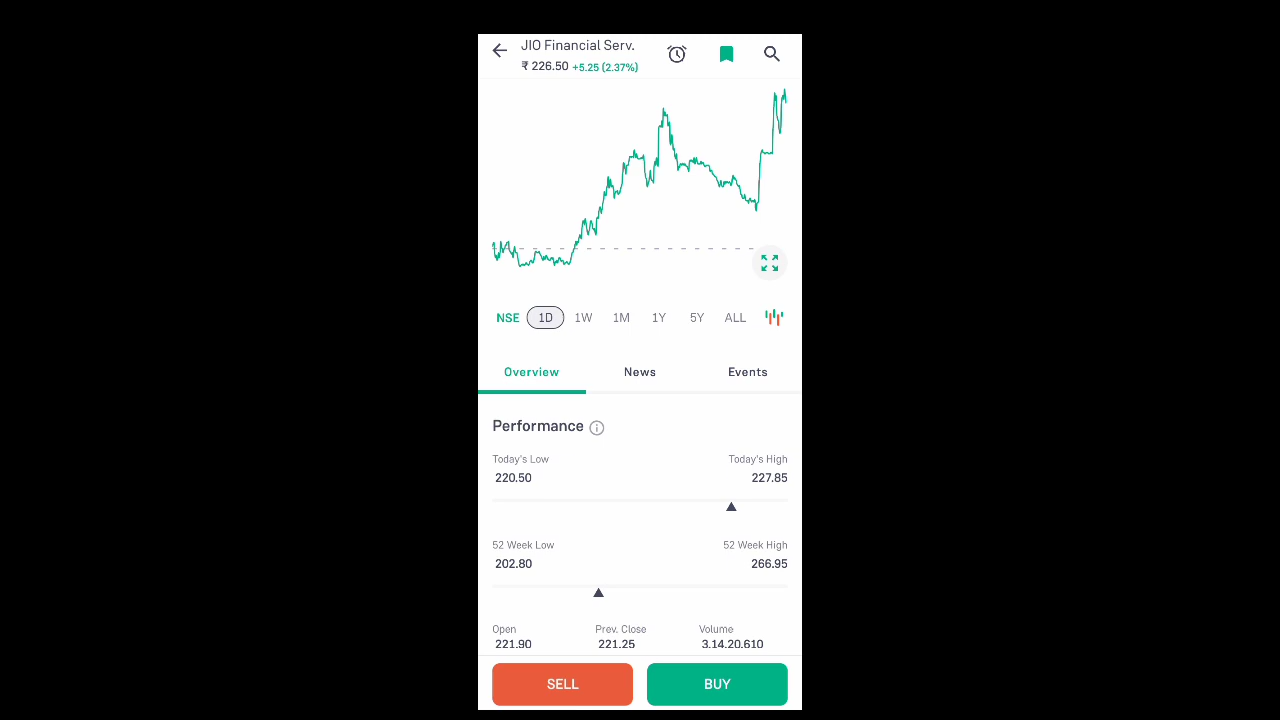 JIO Financial Serv.
₹ 226.50 +5.25 (2.37%)
NSE 1D 1W 1M 1Y 5Y ALL
Overview News Events
Performance
Today's Low Today's High
220.50 227.85
52 Week Low 52 Week High
202.80 266.95
Open Prev. Close Volume
221.90 221.25 3,14,20,610
SELL BUY